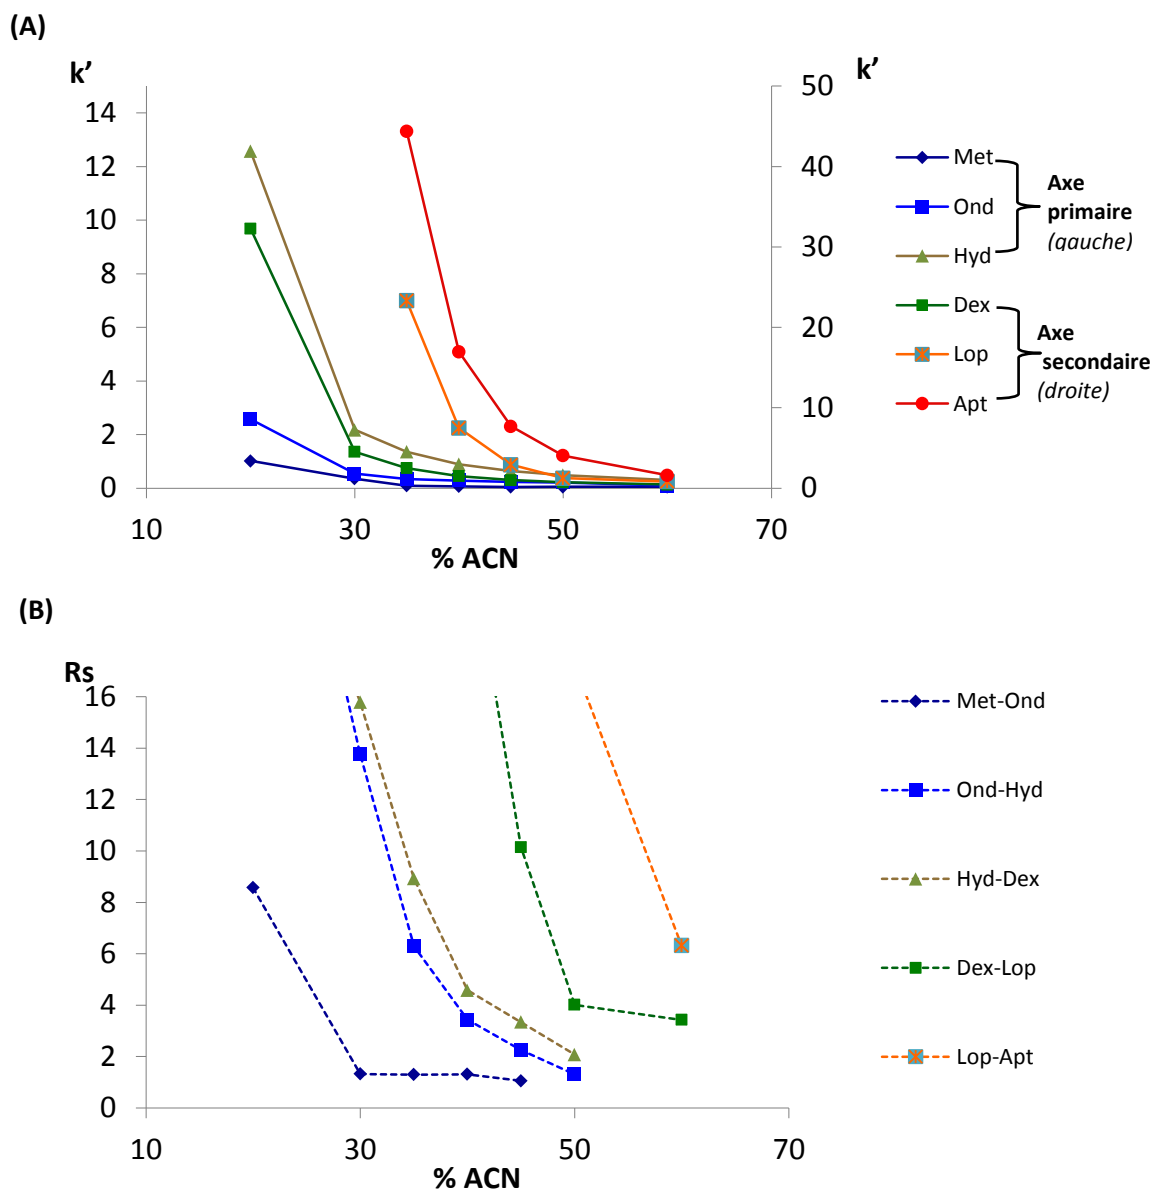 (A)
k'
k'
14
12
10
8
6
4
2
0
50
40
30
20
10
0
10
30
50
70
% ACN
Met
Ond
Hyd
Dex
Lop
Apt
Axe
primaire
(gauche)
Axe
secondaire
(droite)
(B)
Rs
16
14
12
10
8
6
4
2
0
10
30
50
70
% ACN
Met-Ond
Ond-Hyd
Hyd-Dex
Dex-Lop
Lop-Apt